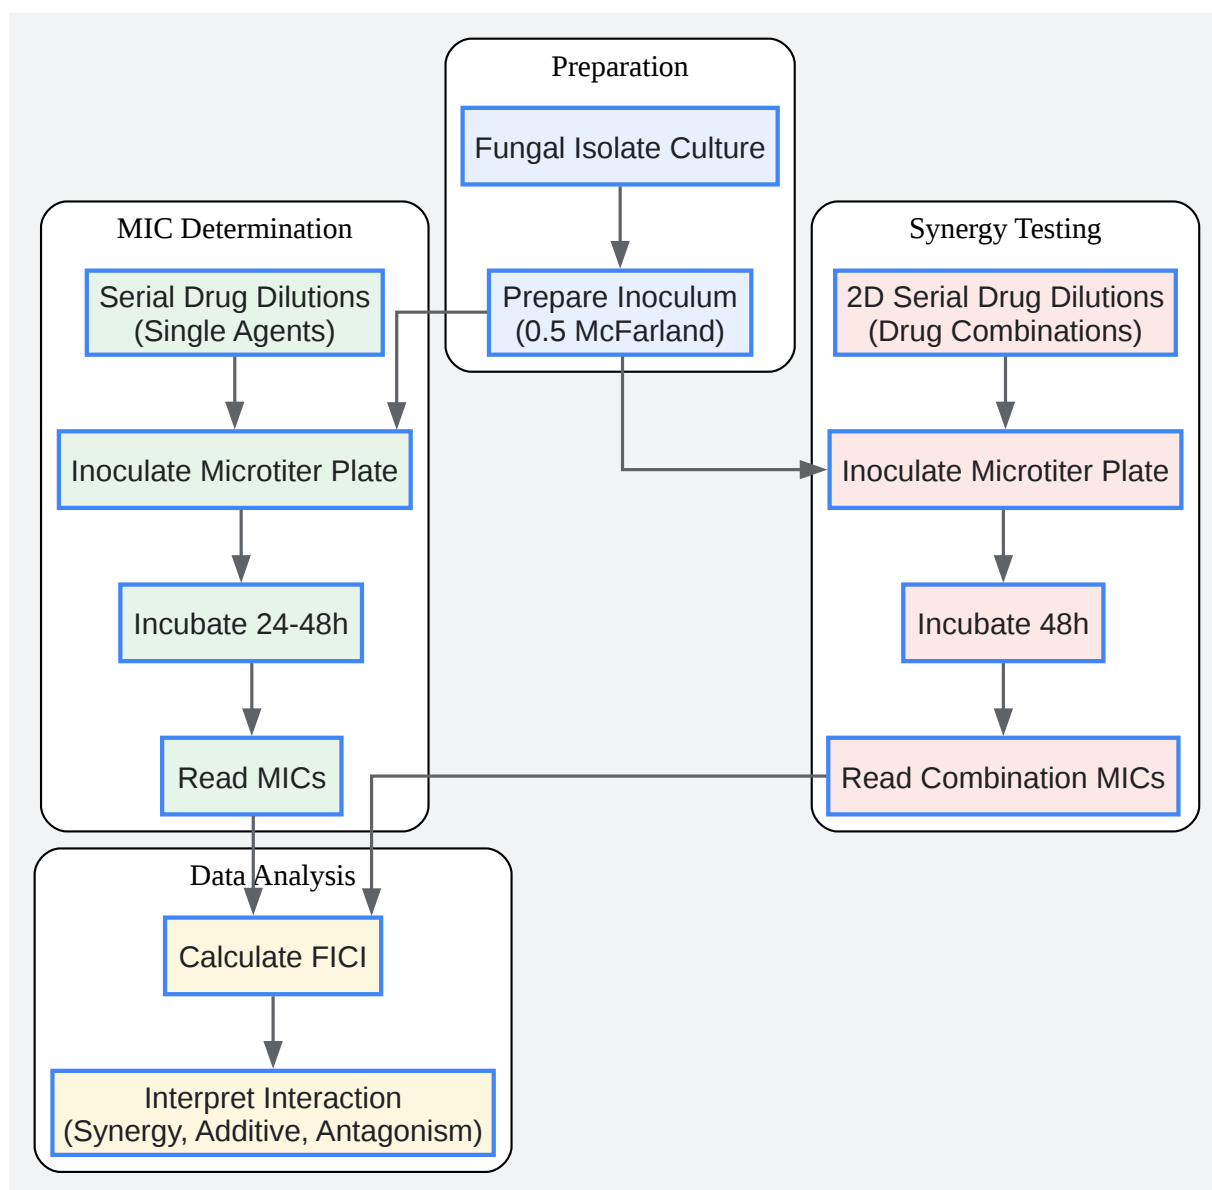 Preparation
Fungal Isolate Culture
Prepare Inoculum
(0.5 McFarland)
MIC Determination
Serial Drug Dilutions
(Single Agents)
Inoculate Microtiter Plate
Incubate 24-48h
Read MICs
Synergy Testing
2D Serial Drug Dilutions
(Drug Combinations)
Inoculate Microtiter Plate
Incubate 48h
Read Combination MICs
Data Analysis
Calculate FICI
Interpret Interaction
(Synergy, Additive, Antagonism)